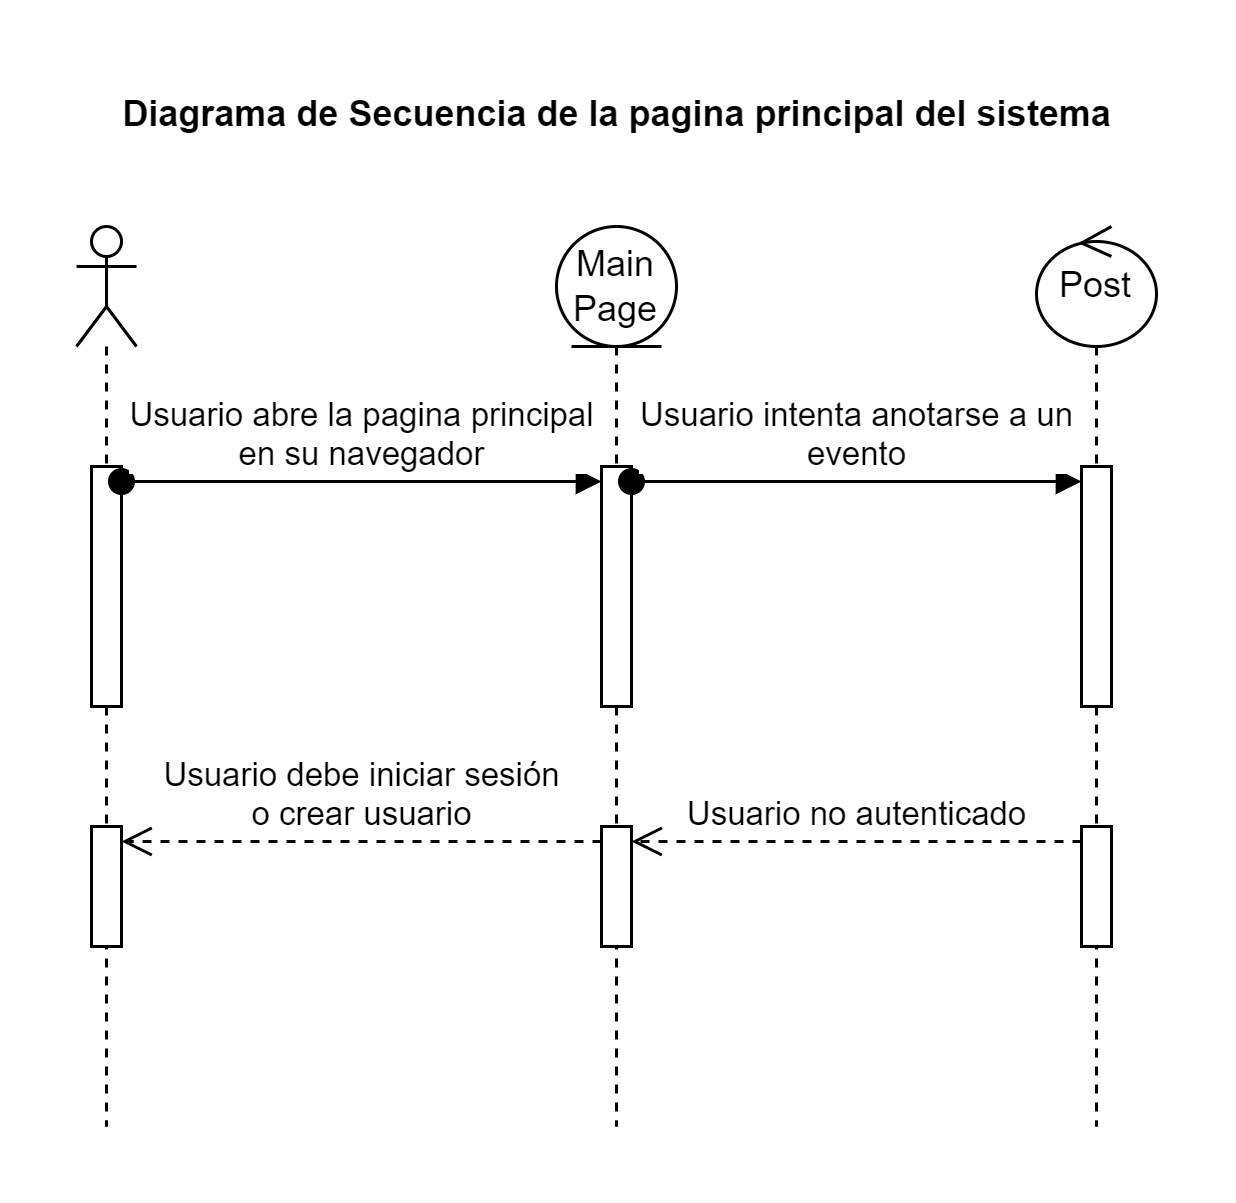 Diagrama de Secuencia de la pagina principal del sistema
Main
Page
Post
Usuario abre la pagina principal
en su navegador
Usuario intenta anotarse a un
evento
Usuario debe iniciar sesión
o crear usuario
Usuario no autenticado